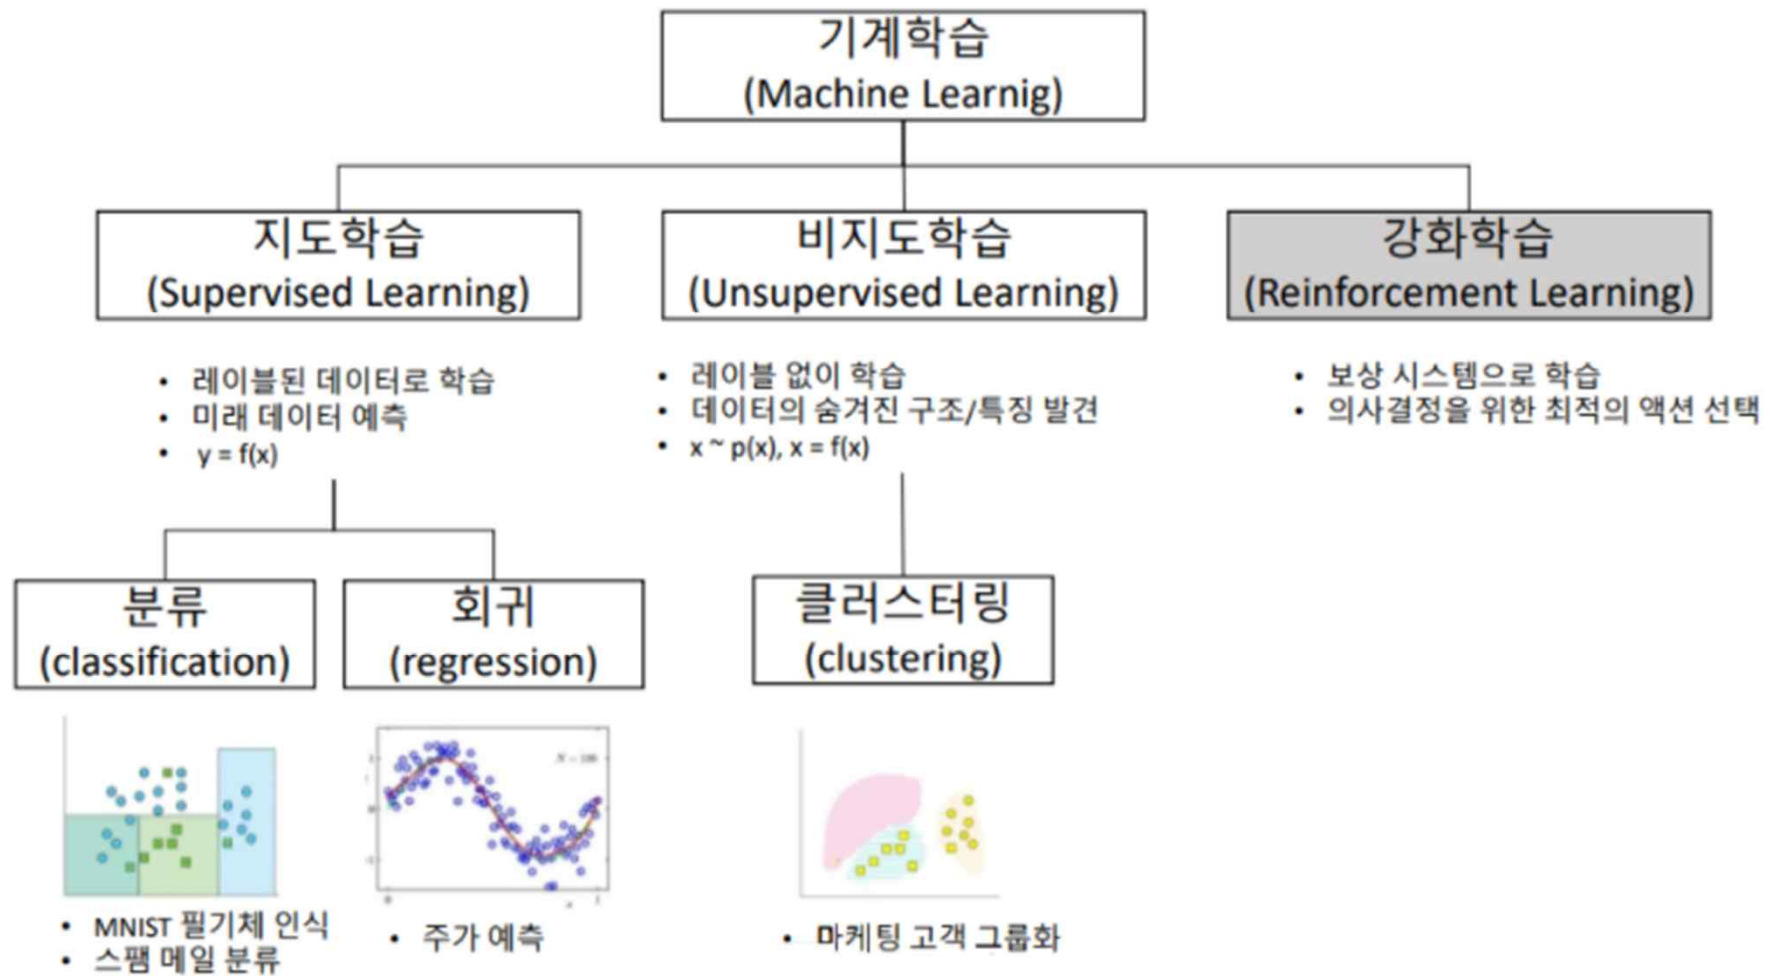 기계학습
(Machine Learnig)
지도학습
(Supervised Learning)
비지도학습
(Unsupervised Learning)
강화학습
(Reinforcement Learning)
• 레이블된 데이터로 학습
• 미래 데이터 예측
• y = f(x)
• 레이블 없이 학습
• 데이터의 숨겨진 구조/특징 발견
• x ~ p(x), x = f(x)
• 보상 시스템으로 학습
• 의사결정을 위한 최적의 액션 선택
분류
(classification)
회귀
(regression)
클러스터링
(clustering)
N = 100
1
0
-1
0
1
• MNIST 필기체 인식
• 스팸 메일 분류
• 주가 예측
• 마케팅 고객 그룹화